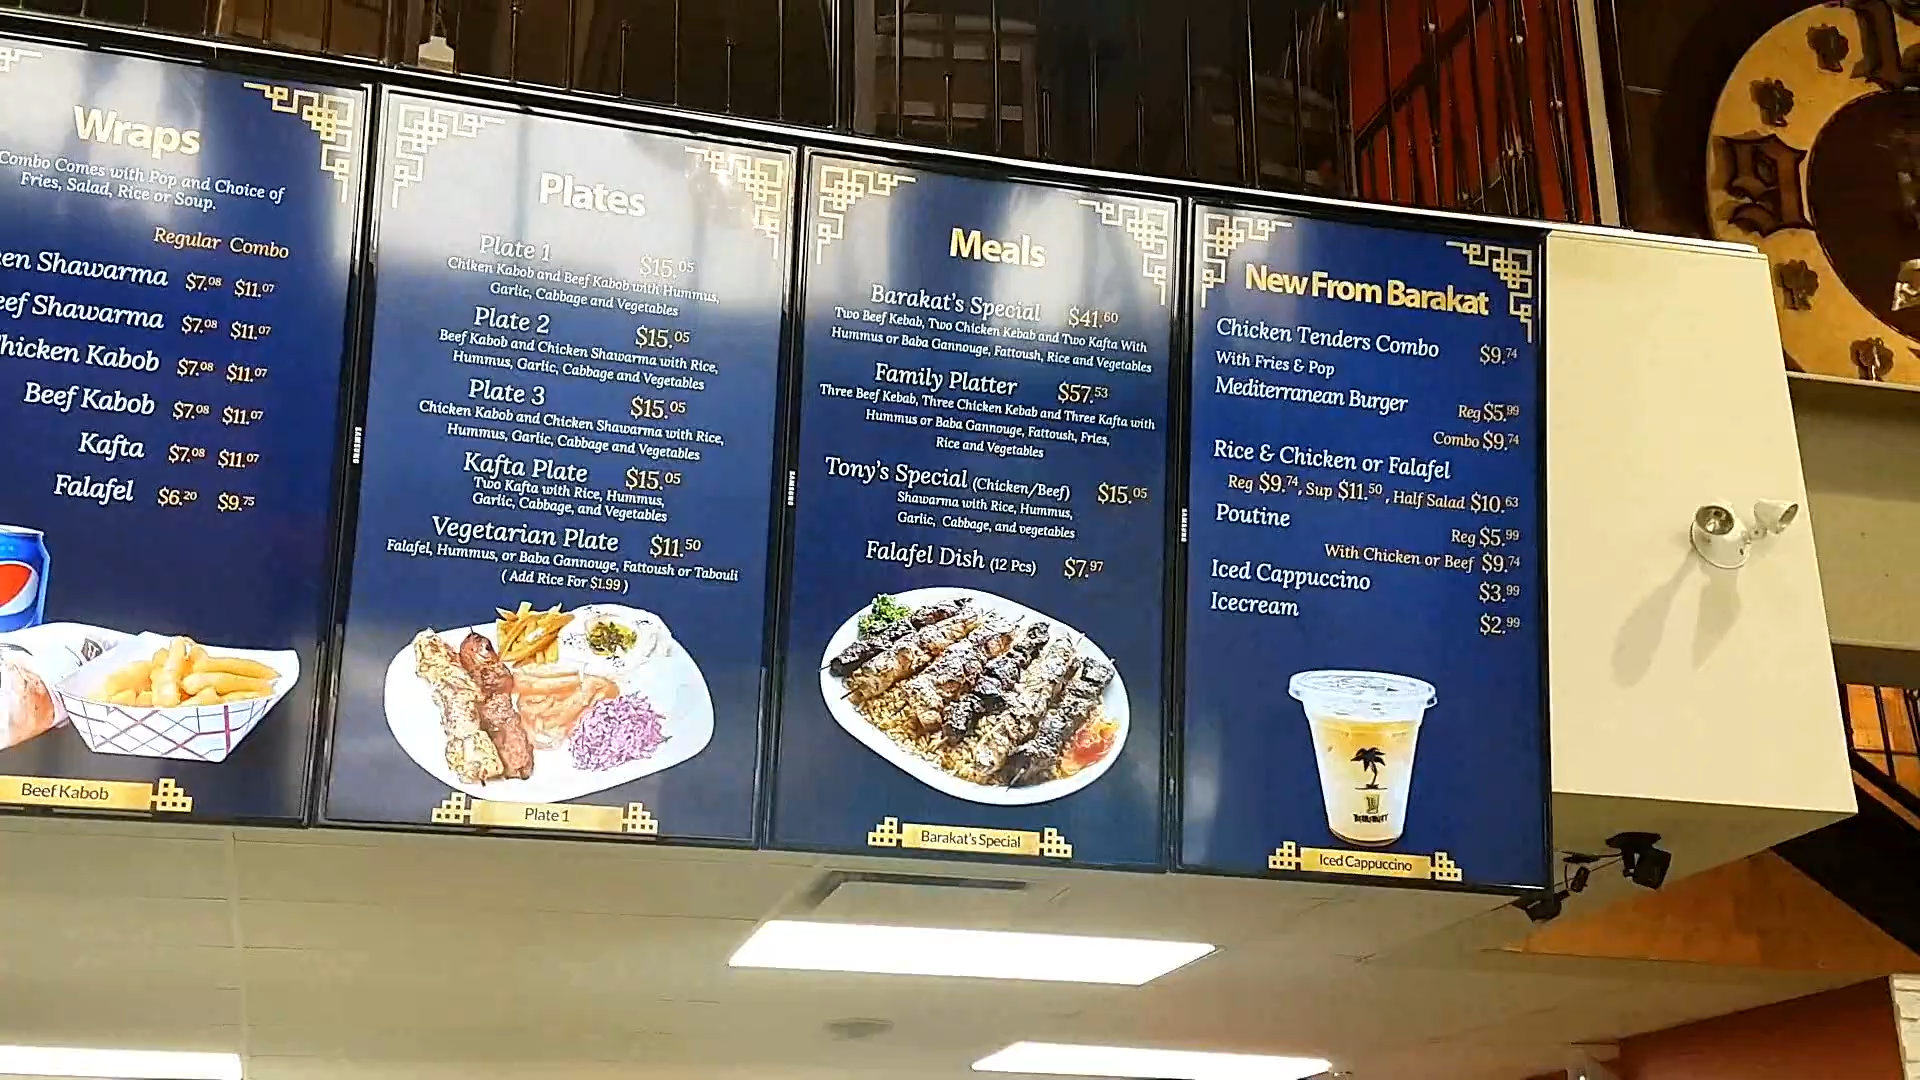 Wraps
Combo Comes with Pop and Choice of
Fries, Salad, Rice or Soup.
Regular Combo
Shawarma $7.08 $11.07
Shawarma $7.08 $11.07
Kabob $7.08 $11.07
Beef Kabob $7.08 $11.07
Kafta $7.08 $11.07
Falafel $6.20 $9.75
Beef Kabob
SAMSUNG
Plates
Plate 1 $15.05
Chiken Kabob and Beef Kabob with Hummus,
Garlic, Cabbage and Vegetables
Plate 2 $15.05
Beef Kabob and Chicken Shawarma with Rice,
Hummus, Garlic, Cabbage and Vegetables
Plate 3 $15.05
Chicken Kabob and Chicken Shawarma with Rice,
Hummus, Garlic, Cabbage and Vegetables
Kafta Plate $15.05
Two Kafta with Rice, Hummus,
Garlic, Cabbage, and Vegetables
Vegetarian Plate $11.50
Falafel, Hummus, or Baba Gannouge, Fattoush or Tabouli
( Add Rice For $1.99 )
Plate 1
SAMSUNG
Meals
Barakat's Special $41.60
Two Beef Kebab, Two Chicken Kebab and Two Kafta With
Hummus or Baba Gannouge, Fattoush, Rice and Vegetables
Family Platter $57.53
Three Beef Kebab, Three Chicken Kebab and Three Kafta with
Hummus or Baba Gannouge, Fattoush, Fries,
Rice and Vegetables
Tony's Special (Chicken/Beef) $15.05
Shawarma with Rice, Hummus,
Garlic, Cabbage, and vegetables
Falafel Dish (12 Pcs) $7.97
Barakat's Special
SAMSUNG
New From Barakat
Chicken Tenders Combo $9.74
With Fries & Pop
Mediterranean Burger Reg $5.99
Combo $9.74
Rice & Chicken or Falafel
Reg $9.74, Sup $11.50, Half Salad $10.63
Poutine Reg $5.99
With Chicken or Beef $9.74
Iced Cappuccino $3.99
Icecream $2.99
BARAKAT
Iced Cappuccino